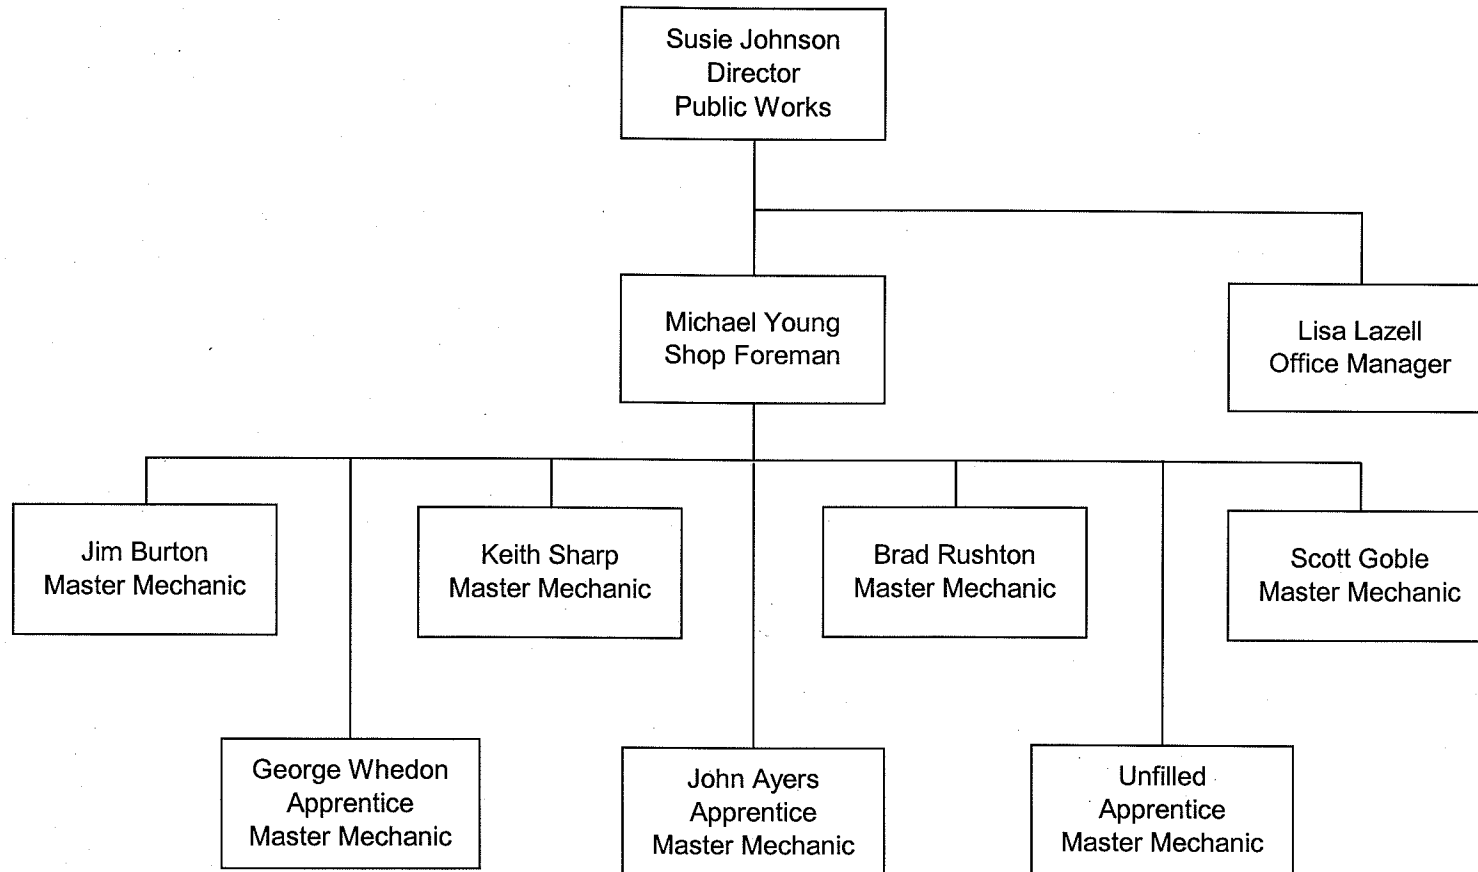 Susie Johnson
Director
Public Works
Michael Young
Shop Foreman
Lisa Lazell
Office Manager
Jim Burton
Master Mechanic
Keith Sharp
Master Mechanic
Brad Rushton
Master Mechanic
Scott Goble
Master Mechanic
George Whedon
Apprentice
Master Mechanic
John Ayers
Apprentice
Master Mechanic
Unfilled
Apprentice
Master Mechanic